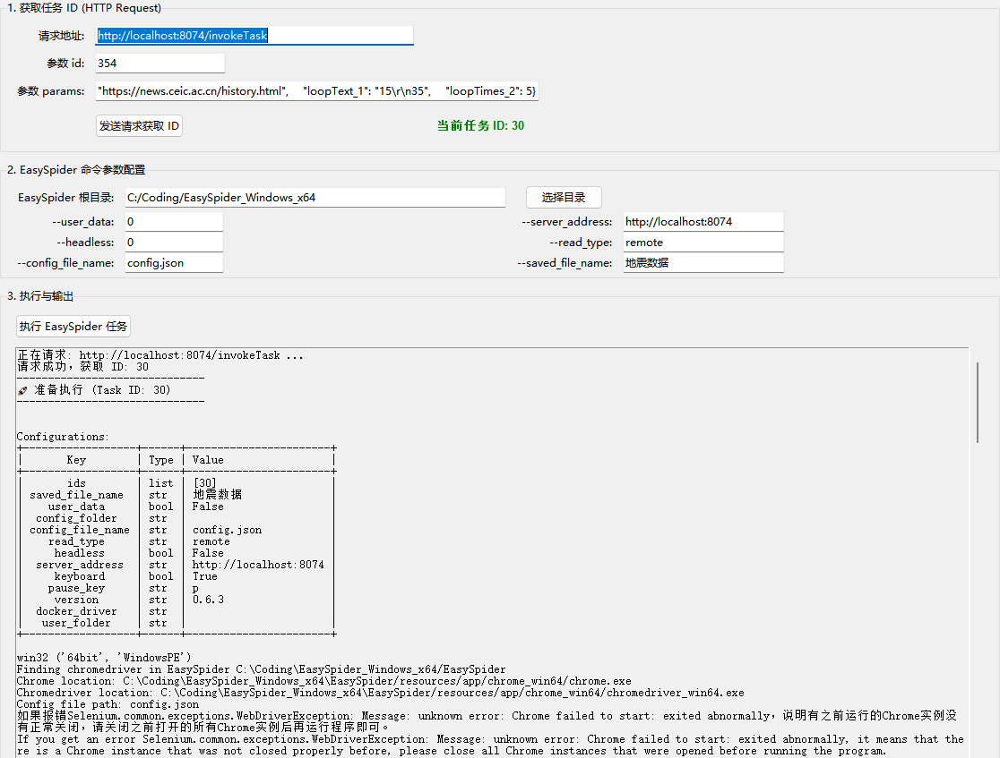 1. 获取任务 ID (HTTP Request)
请求地址: http://localhost:8074/invokeTask
参数 id: 354
参数 params: "https://news.ceic.ac.cn/history.html", "loopText_1": "15\r\n35", "loopTimes_2": 5}
发送请求获取 ID 当前任务 ID: 30
2. EasySpider 命令参数配置
EasySpider 根目录: C:/Coding/EasySpider_Windows_x64 选择目录
--user_data: 0 --server_address: http://localhost:8074
--headless: 0 --read_type: remote
--config_file_name: config.json --saved_file_name: 地震数据
3. 执行与输出
执行 EasySpider 任务
正在请求: http://localhost:8074/invokeTask ...
请求成功，获取 ID: 30
------------------------------
🚀 准备执行 (Task ID: 30)
------------------------------
Configurations:
+-------------------+------+-----------------------+
| Key | Type | Value |
+-------------------+------+-----------------------+
| ids | list | [30] |
| saved_file_name | str | 地震数据 |
| user_data | bool | False |
| config_folder | str | |
| config_file_name | str | config.json |
| read_type | str | remote |
| headless | bool | False |
| server_address | str | http://localhost:8074 |
| keyboard | bool | True |
| pause_key | str | p |
| version | str | 0.6.3 |
| docker_driver | str | |
| user_folder | str | |
+-------------------+------+-----------------------+
win32 ('64bit', 'WindowsPE')
Finding chromedriver in EasySpider C:\Coding\EasySpider_Windows_x64/EasySpider
Chrome location: C:\Coding\EasySpider_Windows_x64\EasySpider/resources/app/chrome_win64/chrome.exe
Chromedriver location: C:\Coding\EasySpider_Windows_x64\EasySpider/resources/app/chrome_win64/chromedriver_win64.exe
Config file path: config.json
如果报错Selenium.common.exceptions.WebDriverException: Message: unknown error: Chrome failed to start: exited abnormally，说明有之前运行的Chrome实例没
有正常关闭，请关闭之前打开的所有Chrome实例后再运行程序即可。
If you get an error Selenium.common.exceptions.WebDriverException: Message: unknown error: Chrome failed to start: exited abnormally, it means that the
re is a Chrome instance that was not closed properly before, please close all Chrome instances that were opened before running the program.